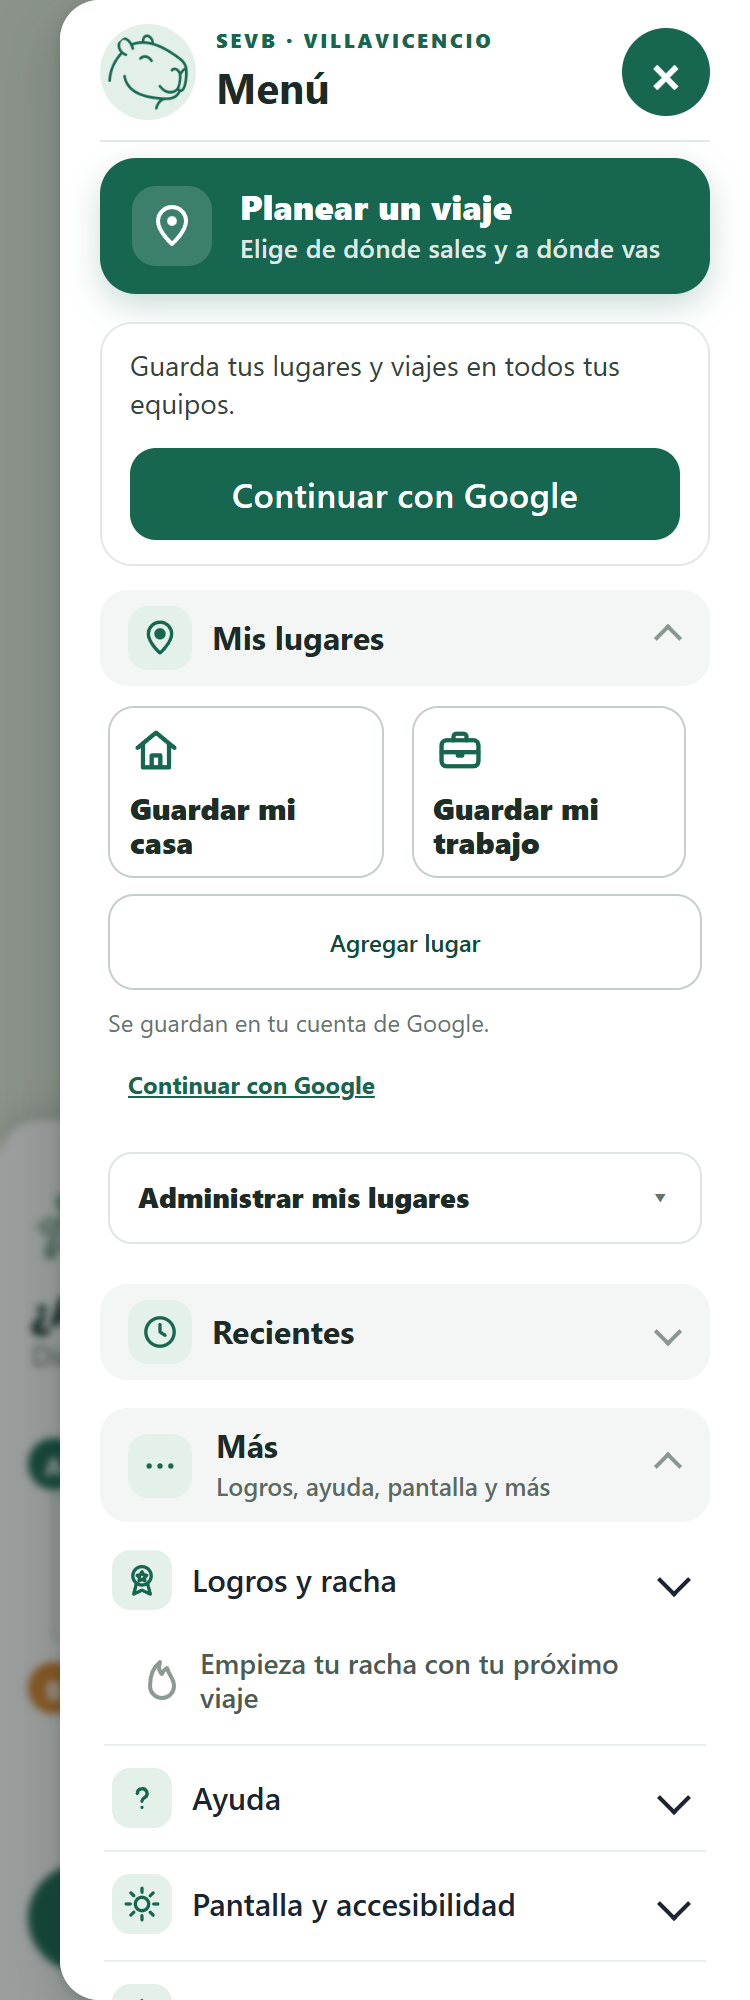 SEVB · VILLAVICENCIO
Menú
Planear un viaje
Elige de dónde sales y a dónde vas
Guarda tus lugares y viajes en todos tus
equipos.
Continuar con Google
Mis lugares
Guardar mi
casa
Guardar mi
trabajo
Agregar lugar
Se guardan en tu cuenta de Google.
Continuar con Google
Administrar mis lugares
Recientes
Más
Logros, ayuda, pantalla y más
Logros y racha
Empieza tu racha con tu próximo
viaje
Ayuda
Pantalla y accesibilidad